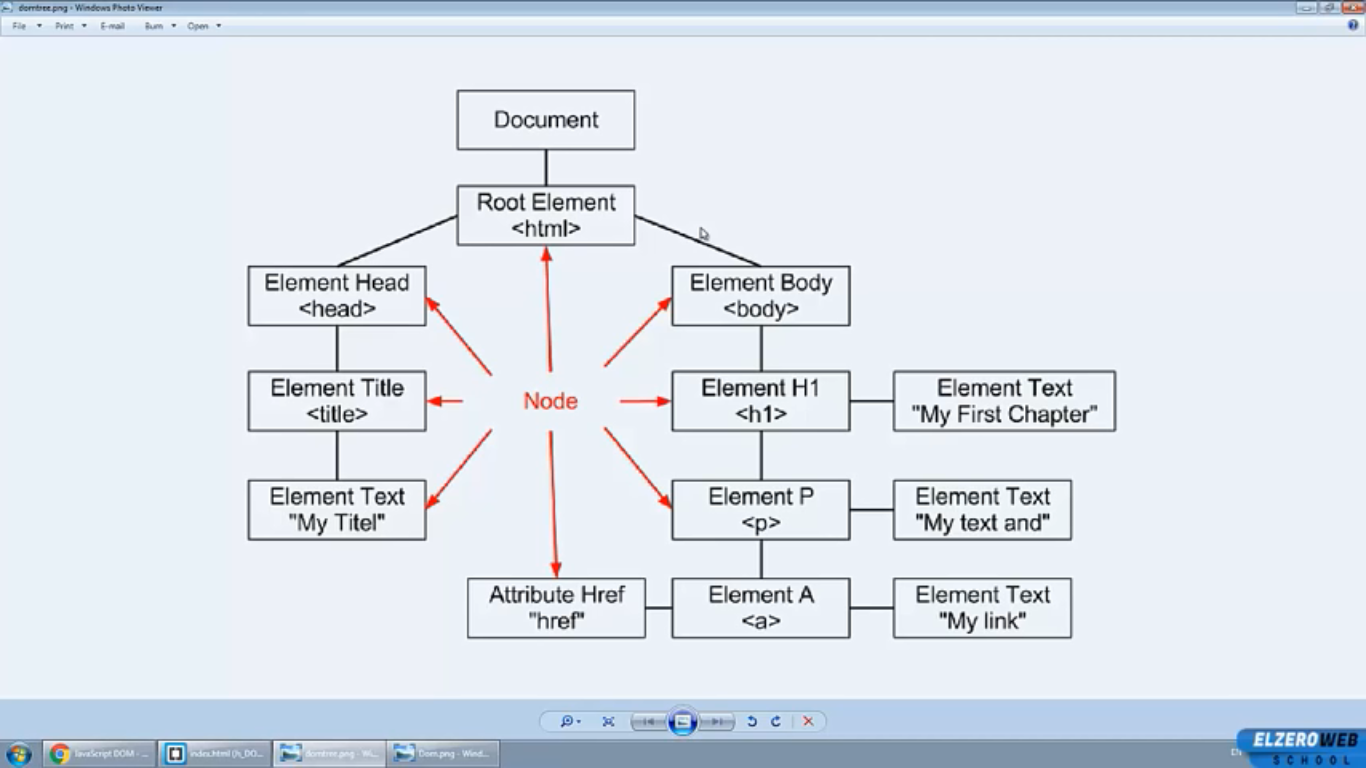 domtree.png - Windows Photo Viewer
File Print E-mail Burn Open
Document
Root Element
<html>
Element Head
<head>
Element Body
<body>
Element Title
<title>
Node
Element H1
<h1>
Element Text
"My First Chapter"
Element Text
"My Titel"
Element P
<p>
Element Text
"My text and"
Attribute Href
"href"
Element A
<a>
Element Text
"My link"
JavaScript DOM - ...
index.html (h_DO...
domtree.png - Wi...
Dom.png - Wind...
ELZEROWEB
SCHOOL